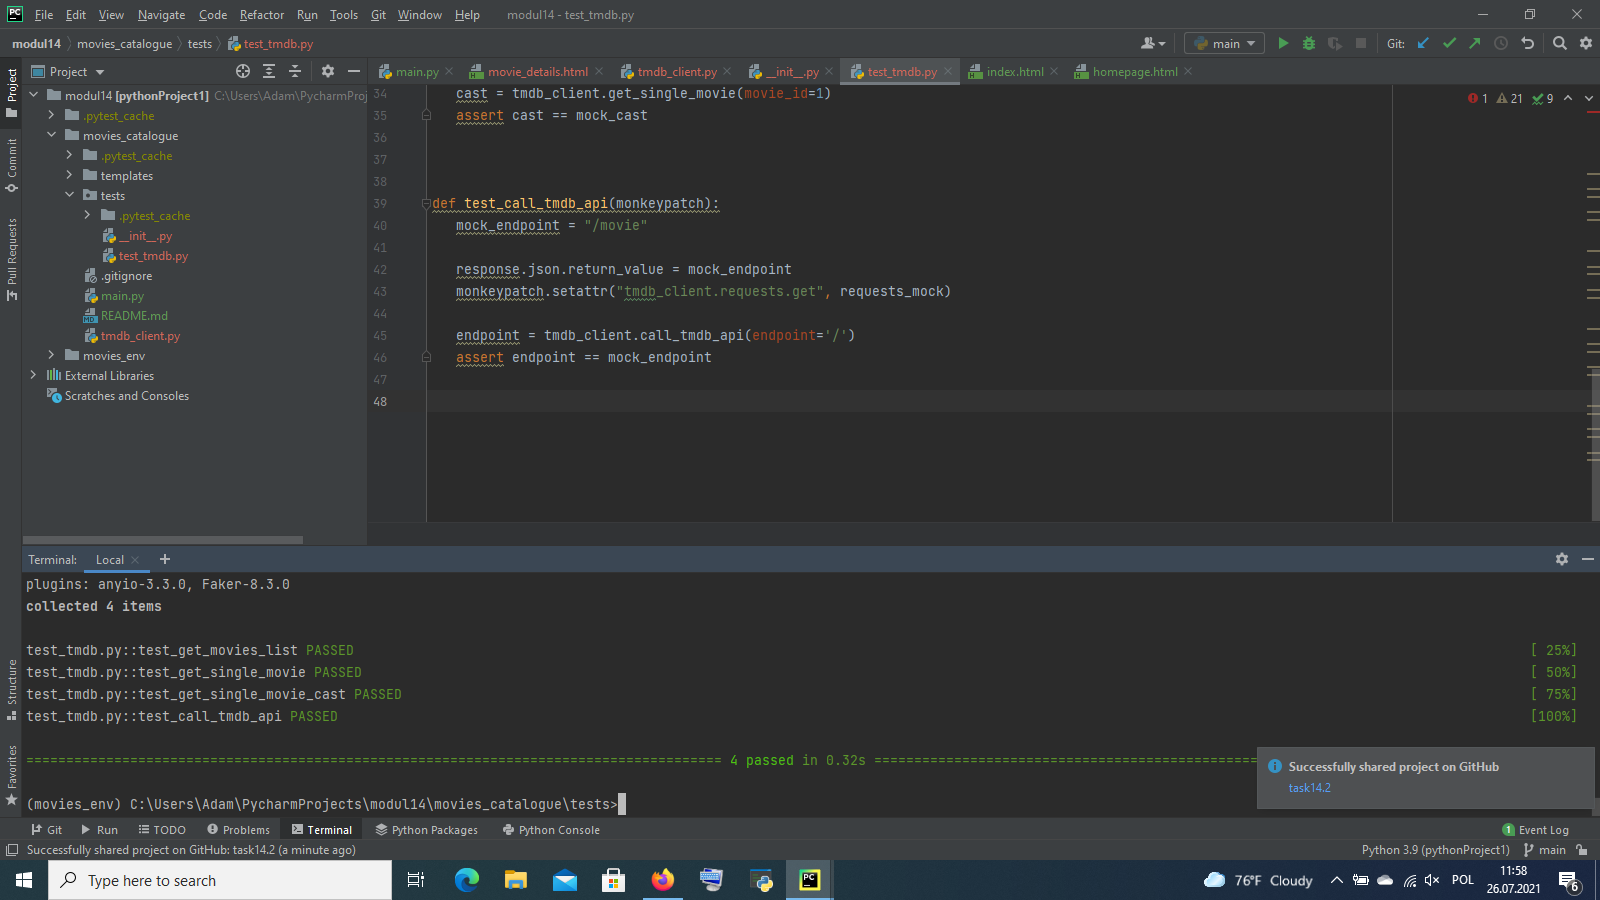 PC File Edit View Navigate Code Refactor Run Tools Git Window Help modul14 - test_tmdb.py
modul14 movies_catalogue tests test_tmdb.py main Git:
Project main.py movie_details.html tmdb_client.py __init__.py test_tmdb.py index.html homepage.html
Project
Commit
Pull Requests
Structure
Favorites
modul14 [pythonProject1] C:\Users\Adam\PycharmProj
.pytest_cache
movies_catalogue
.pytest_cache
templates
tests
.pytest_cache
__init__.py
test_tmdb.py
.gitignore
main.py
README.md
tmdb_client.py
movies_env
External Libraries
Scratches and Consoles
1 21 9
34 cast = tmdb_client.get_single_movie(movie_id=1)
35 assert cast == mock_cast
36
37
38
39 def test_call_tmdb_api(monkeypatch):
40 mock_endpoint = "/movie"
41
42 response.json.return_value = mock_endpoint
43 monkeypatch.setattr("tmdb_client.requests.get", requests_mock)
44
45 endpoint = tmdb_client.call_tmdb_api(endpoint='/')
46 assert endpoint == mock_endpoint
47
48
Terminal: Local +
plugins: anyio-3.3.0, Faker-8.3.0
collected 4 items
test_tmdb.py::test_get_movies_list PASSED [ 25%]
test_tmdb.py::test_get_single_movie PASSED [ 50%]
test_tmdb.py::test_get_single_movie_cast PASSED [ 75%]
test_tmdb.py::test_call_tmdb_api PASSED [100%]
4 passed in 0.32s
Successfully shared project on GitHub
task14.2
(movies_env) C:\Users\Adam\PycharmProjects\modul14\movies_catalogue\tests>
Git Run TODO Problems Terminal Python Packages Python Console 1 Event Log
Successfully shared project on GitHub: task14.2 (a minute ago) Python 3.9 (pythonProject1) main
Type here to search PC 76°F Cloudy POL 11:58
26.07.2021 6